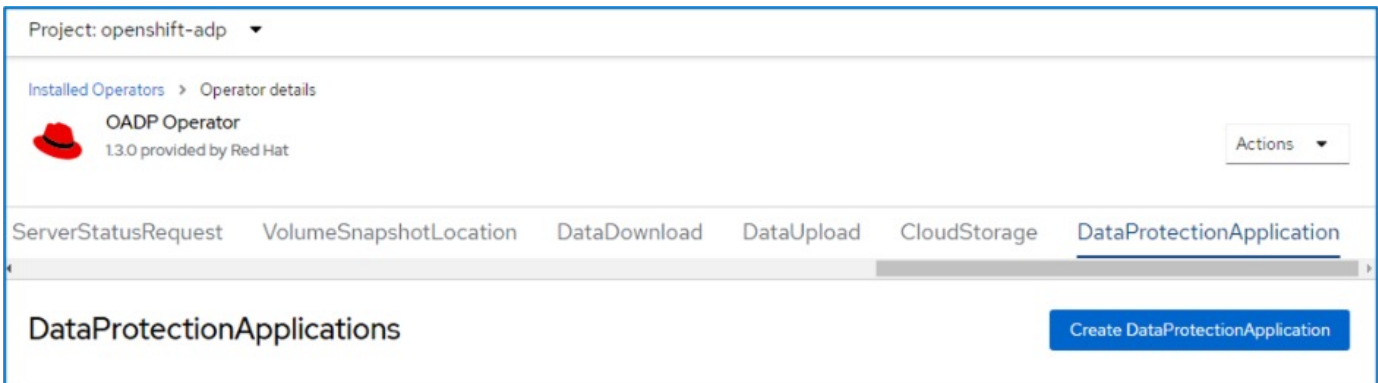 Project: openshift-adp
Installed Operators > Operator details
OADP Operator
1.3.0 provided by Red Hat
Actions
ServerStatusRequest VolumeSnapshotLocation DataDownload DataUpload CloudStorage DataProtectionApplication
DataProtectionApplications
Create DataProtectionApplication